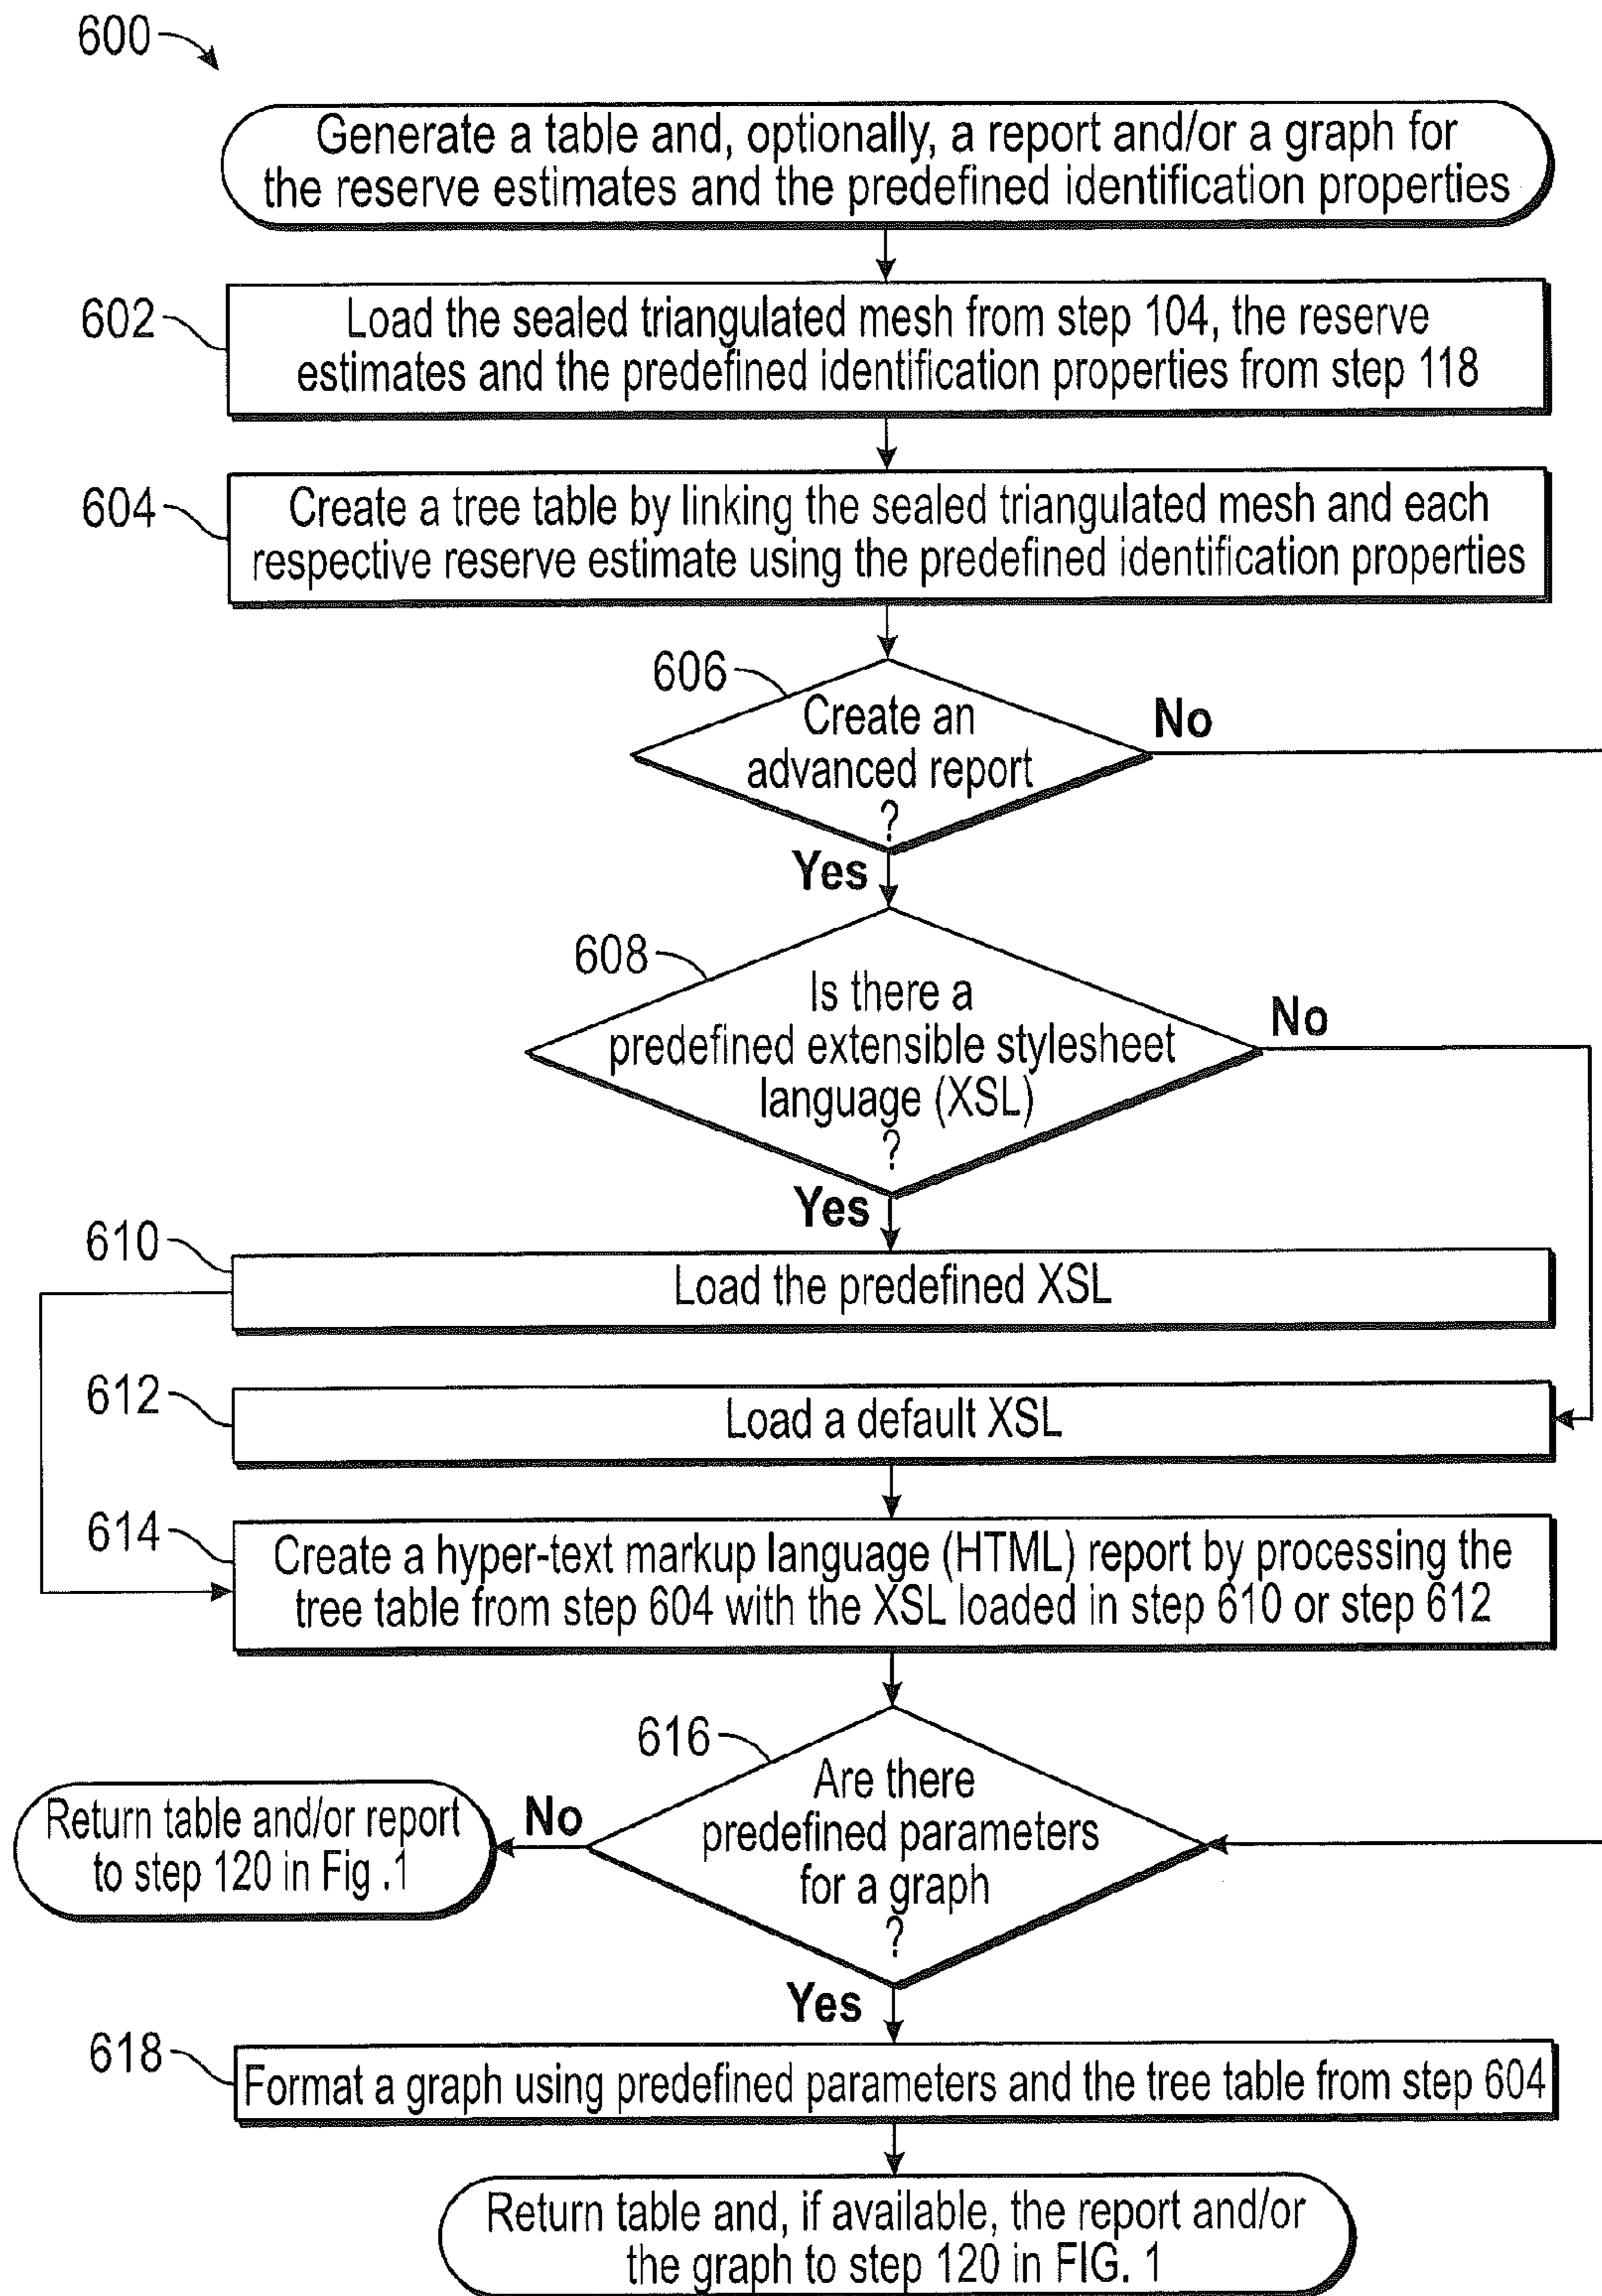 600
Generate a table and, optionally, a report and/or a graph for
the reserve estimates and the predefined identification properties
602
Load the sealed triangulated mesh from step 104, the reserve
estimates and the predefined identification properties from step 118
604
Create a tree table by linking the sealed triangulated mesh and each
respective reserve estimate using the predefined identification properties
606
Create an
advanced report
?
No
Yes
608
Is there a
predefined extensible stylesheet
language (XSL)
?
No
Yes
610
Load the predefined XSL
612
Load a default XSL
614
Create a hyper-text markup language (HTML) report by processing the
tree table from step 604 with the XSL loaded in step 610 or step 612
616
Are there
predefined parameters
for a graph
?
No
Return table and/or report
to step 120 in Fig .1
Yes
618
Format a graph using predefined parameters and the tree table from step 604
Return table and, if available, the report and/or
the graph to step 120 in FIG. 1